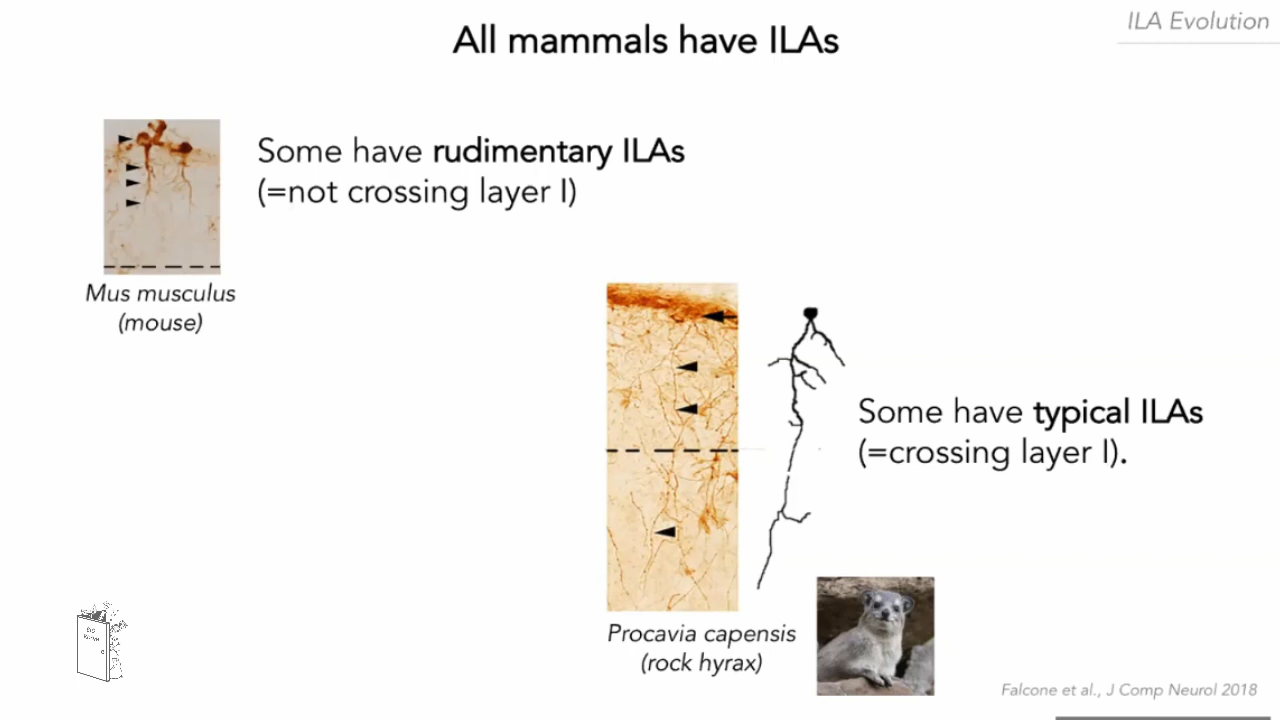 ILA Evolution
All mammals have ILAs
Some have rudimentary ILAs
(=not crossing layer I)
Mus musculus
(mouse)
Some have typical ILAs
(=crossing layer I).
Procavia capensis
(rock hyrax)
Falcone et al., J Comp Neurol 2018